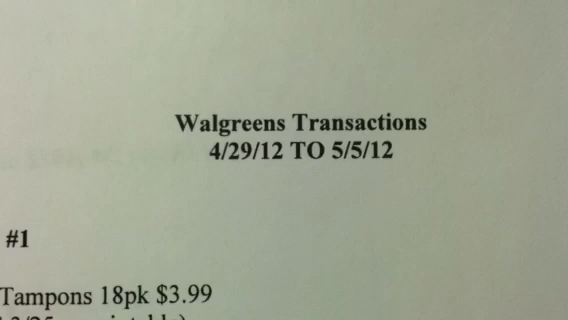 Walgreens Transactions
4/29/12 TO 5/5/12
#1
Tampons 18pk $3.99